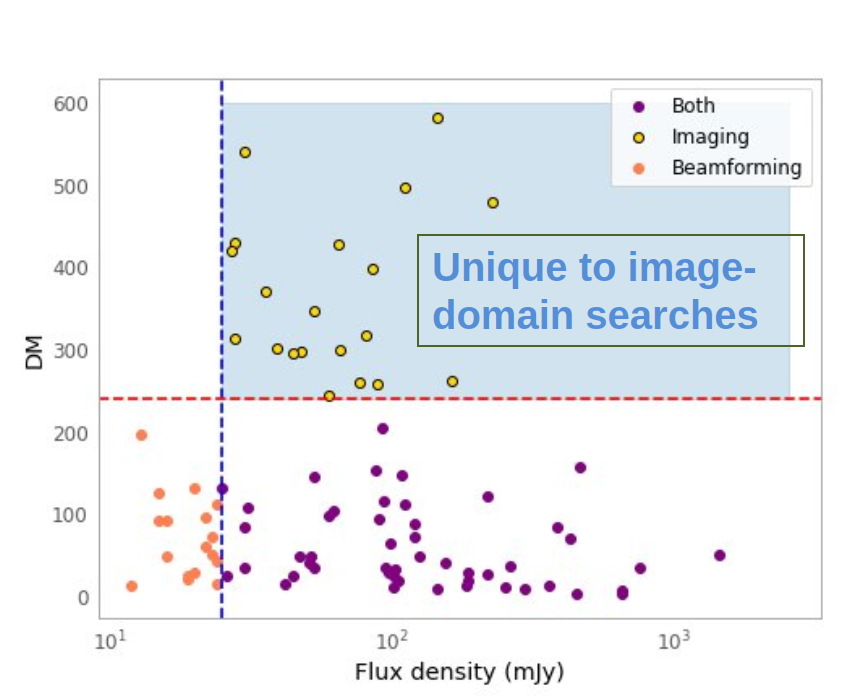 600
500
400
300
200
100
0
DM
Both
Imaging
Beamforming
Unique to image-
domain searches
10¹
10²
10³
Flux density (mJy)